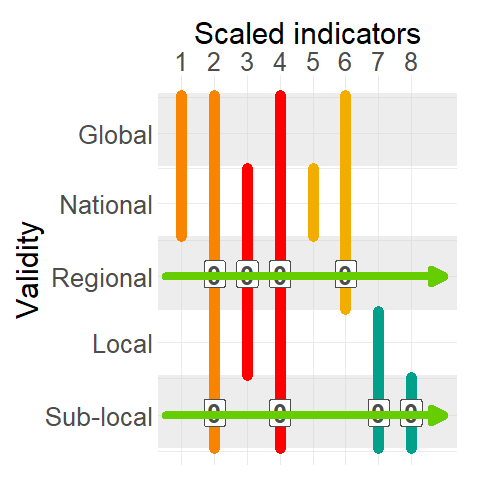 Scaled indicators
1 2 3 4 5 6 7 8
Validity
Global
National
Regional
0 0 0 0
Local
Sub-local
0 0 0 0